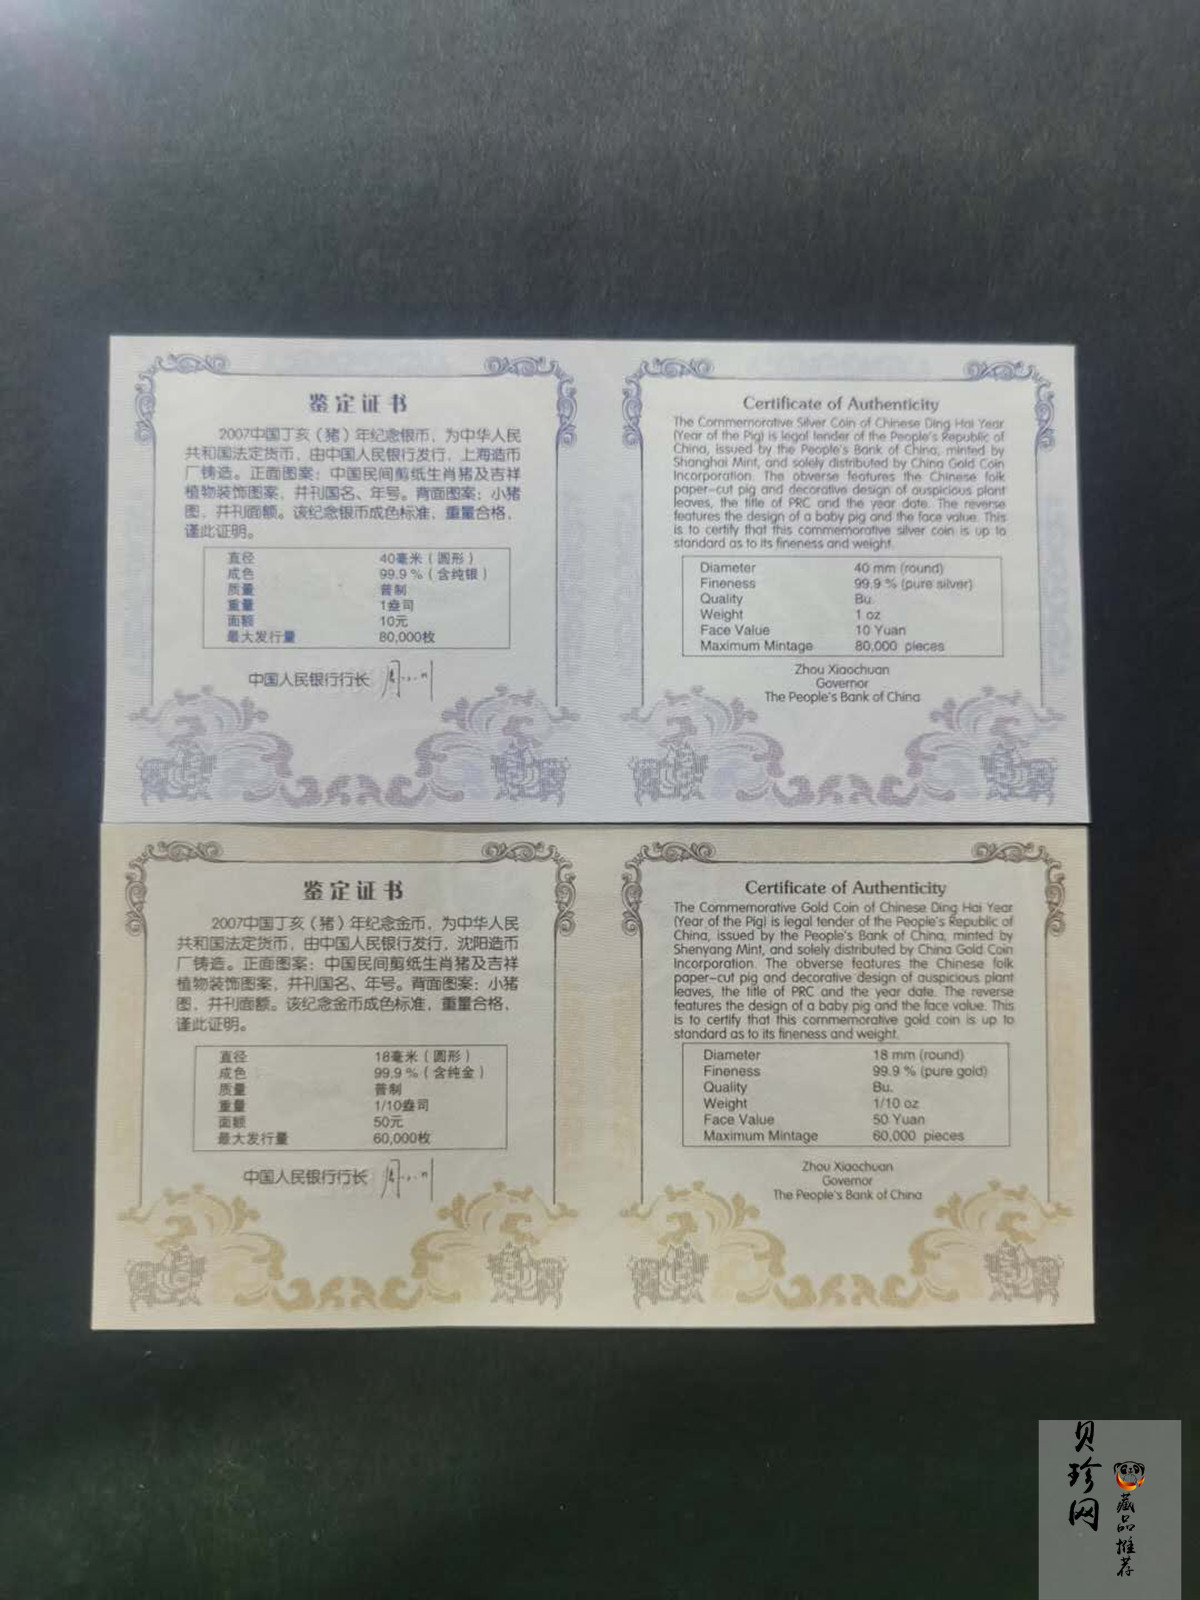 鉴定证书
2007中国丁亥（猪）年纪念银币，为中华人民
共和国法定货币，由中国人民银行发行，上海造币
厂铸造。正面图案：中国民间剪纸生肖猪及吉祥
植物装饰图案，并刊国名、年号。背面图案：小猪
图，并刊面额。该纪念银币成色标准，重量合格，
谨此证明。
直径 40毫米（圆形）
成色 99.9％（含纯银）
质量 普制
重量 1盎司
面额 10元
最大发行量 80,000枚
中国人民银行行长
Certificate of Authenticity
The Commemorative Silver Coin of Chinese Ding Hai Year
(Year of the Pig) is legal tender of the People's Republic of
China, issued by the People's Bank of China, minted by
Shanghai Mint, and solely distributed by China Gold Coin
Incorporation. The obverse features the Chinese folk
paper-cut pig and decorative design of auspicious plant
leaves, the title of PRC and the year date. The reverse
features the design of a baby pig and the face value. This
is to certify that this commemorative silver coin is up to
standard as to its fineness and weight.
Diameter 40 mm (round)
Fineness 99.9 % (pure silver)
Quality Bu.
Weight 1 oz
Face Value 10 Yuan
Maximum Mintage 80,000 pieces
Zhou Xiaochuan
Governor
The People's Bank of China
鉴定证书
2007中国丁亥（猪）年纪念金币，为中华人民
共和国法定货币，由中国人民银行发行，沈阳造币
厂铸造。正面图案：中国民间剪纸生肖猪及吉祥
植物装饰图案，并刊国名、年号。背面图案：小猪
图，并刊面额。该纪念金币成色标准，重量合格，
谨此证明。
直径 18毫米（圆形）
成色 99.9％（含纯金）
质量 普制
重量 1/10盎司
面额 50元
最大发行量 60,000枚
中国人民银行行长
Certificate of Authenticity
The Commemorative Gold Coin of Chinese Ding Hai Year
(Year of the Pig) is legal tender of the People's Republic of
China, issued by the People's Bank of China, minted by
Shenyang Mint, and solely distributed by China Gold Coin
Incorporation. The obverse features the Chinese folk
paper-cut pig and decorative design of auspicious plant
leaves, the title of PRC and the year date. The reverse
features the design of a baby pig and the face value. This
is to certify that this commemorative gold coin is up to
standard as to its fineness and weight.
Diameter 18 mm (round)
Fineness 99.9 % (pure gold)
Quality Bu.
Weight 1/10 oz
Face Value 50 Yuan
Maximum Mintage 60,000 pieces
Zhou Xiaochuan
Governor
The People's Bank of China
贝珍网
藏品推荐